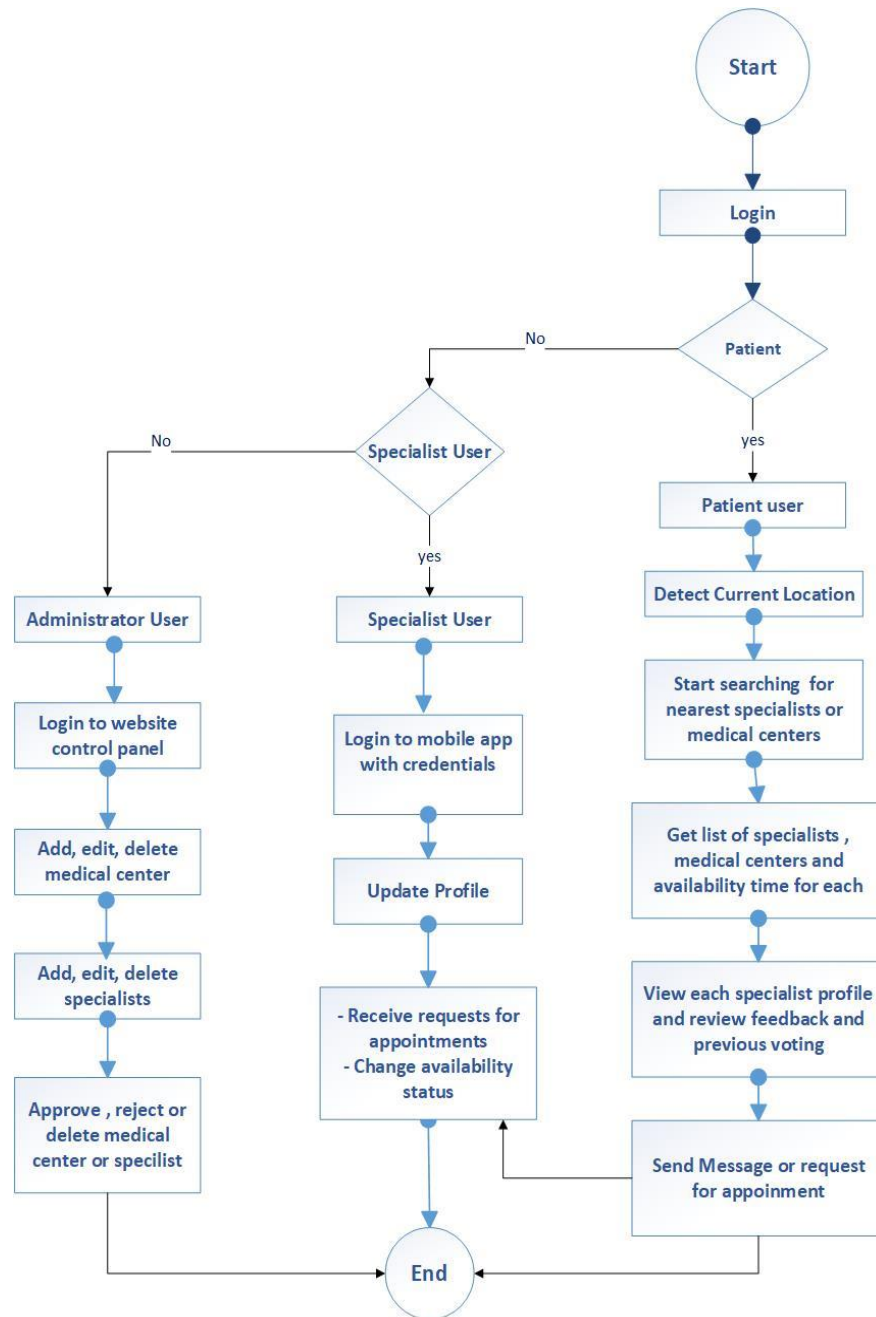 Start
Login
Patient
No
yes
Specialist User
No
yes
Patient user
Detect Current Location
Start searching for
nearest specialists or
medical centers
Get list of specialists ,
medical centers and
availability time for each
View each specialist profile
and review feedback and
previous voting
Send Message or request
for appoinment
Specialist User
Login to mobile app
with credentials
Update Profile
- Receive requests for
appointments
- Change availability
status
Administrator User
Login to website
control panel
Add, edit, delete
medical center
Add, edit, delete
specialists
Approve , reject or
delete medical
center or specilist
End